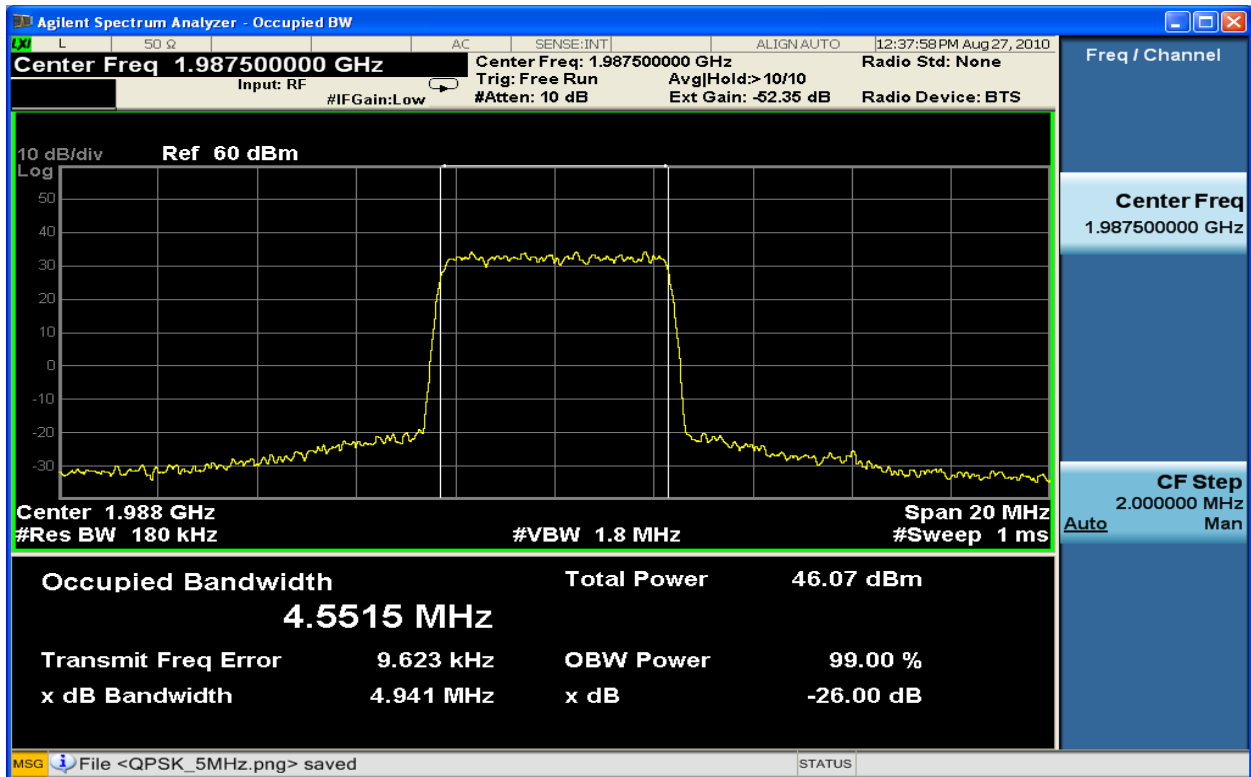 Agilent Spectrum Analyzer - Occupied BW
LXI L 50 Ω AC SENSE:INT ALIGN AUTO 12:37:58 PM Aug 27, 2010
Center Freq 1.987500000 GHz
Input: RF
#IFGain:Low
Center Freq: 1.987500000 GHz
Trig: Free Run Avg|Hold:>10/10
#Atten: 10 dB Ext Gain: -52.35 dB
Radio Std: None
Radio Device: BTS
10 dB/div Ref 60 dBm
Log
50
40
30
20
10
0
-10
-20
-30
Center 1.988 GHz Span 20 MHz
#Res BW 180 kHz #VBW 1.8 MHz #Sweep 1 ms
Occupied Bandwidth Total Power 46.07 dBm
4.5515 MHz
Transmit Freq Error 9.623 kHz OBW Power 99.00 %
x dB Bandwidth 4.941 MHz x dB -26.00 dB
Freq / Channel
Center Freq
1.987500000 GHz
CF Step
2.000000 MHz
Auto Man
MSG File <QPSK_5MHz.png> saved STATUS